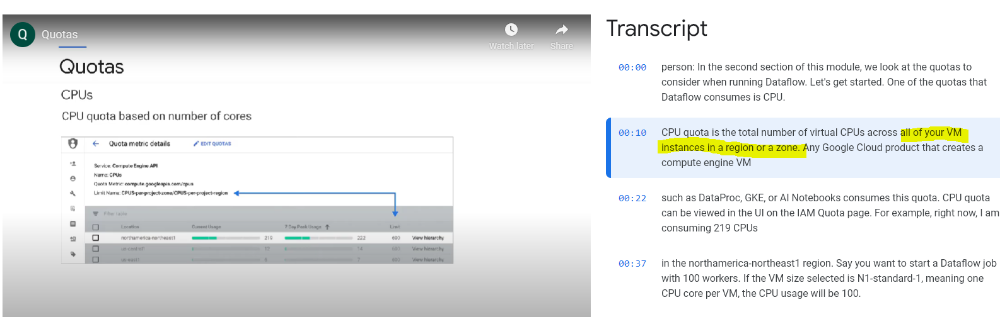 Q Quotas
Watch later
Share
Quotas
CPUs
CPU quota based on number of cores
Quota metric details
EDIT QUOTAS
Service: Compute Engine API
Name: CPUs
Quota Metric: compute.googleapis.com/cpus
Limit Name: CPUS-per-project-zone/CPUS-per-project-region
Filter table
Location Current Usage 7 Day Peak Usage Limit
northamerica-northeast1 219 222 600 View hierarchy
us-central1 12 14 600 View hierarchy
us-east1 6 7 600 View hierarchy
Transcript
00:00 person: In the second section of this module, we look at the quotas to
consider when running Dataflow. Let's get started. One of the quotas that
Dataflow consumes is CPU.
00:10 CPU quota is the total number of virtual CPUs across all of your VM
instances in a region or a zone. Any Google Cloud product that creates a
compute engine VM
00:22 such as DataProc, GKE, or AI Notebooks consumes this quota. CPU quota
can be viewed in the UI on the IAM Quota page. For example, right now, I am
consuming 219 CPUs
00:37 in the northamerica-northeast1 region. Say you want to start a Dataflow job
with 100 workers. If the VM size selected is N1-standard-1, meaning one
CPU core per VM, the CPU usage will be 100.